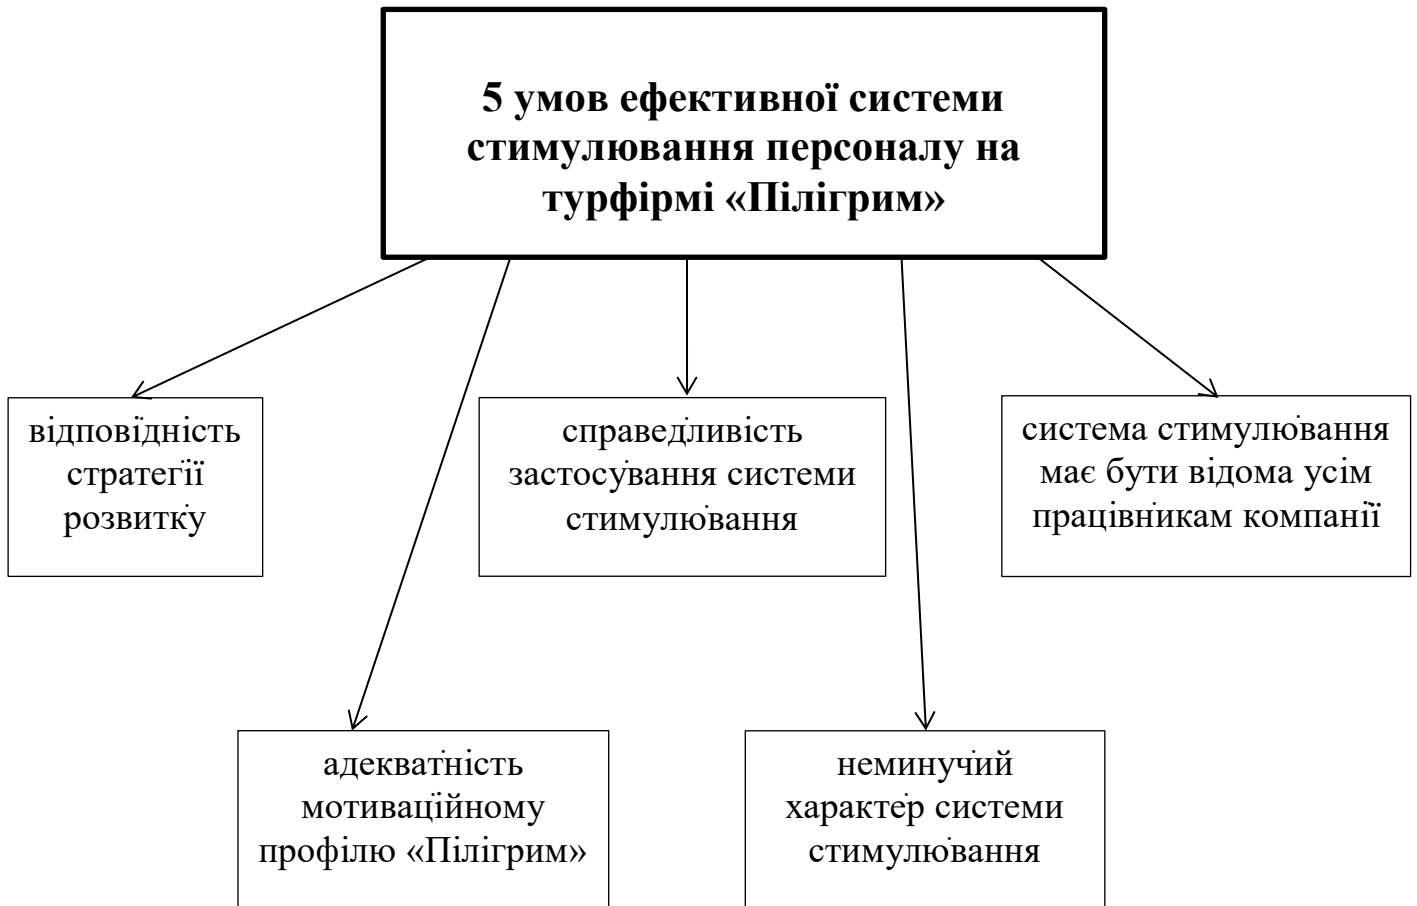 5 умов ефективної системи
стимулювання персоналу на
турфірмі «Пілігрим»
відповідність
стратегії
розвитку
справедливість
застосування системи
стимулювання
система стимулювання
має бути відома усім
працівникам компанії
адекватність
мотиваційному
профілю «Пілігрим»
неминучий
характер системи
стимулювання